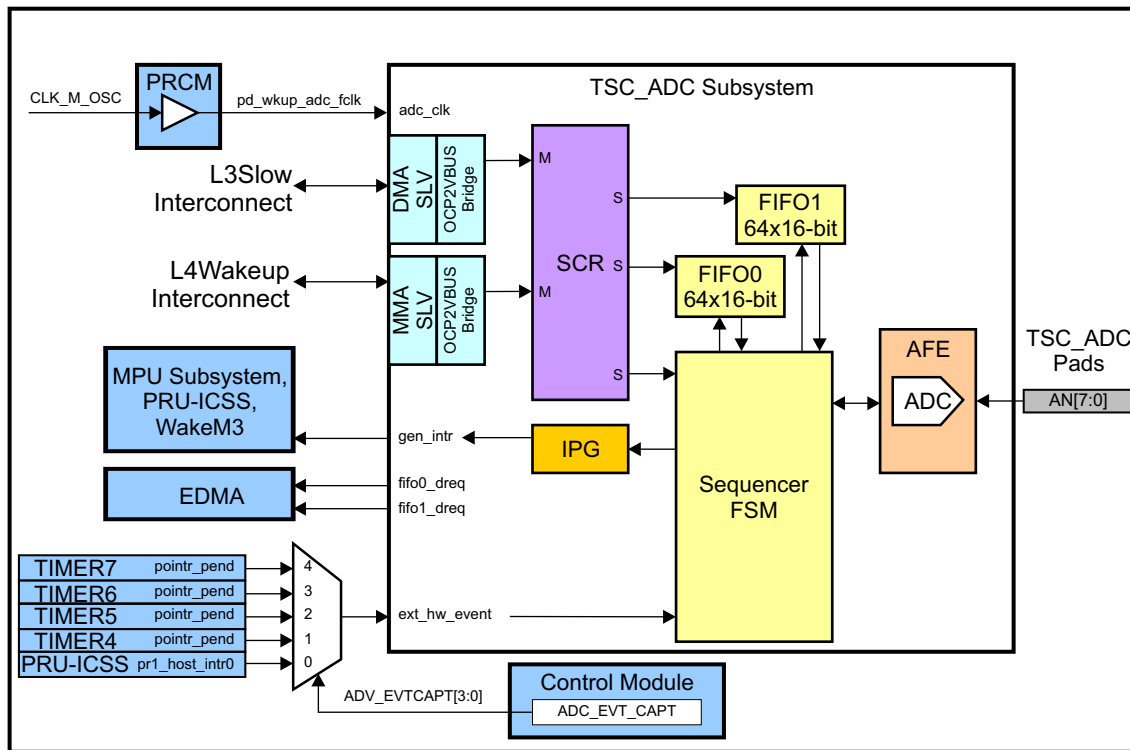 PRCM
CLK_M_OSC
pd_wkup_adc_fclk
TSC_ADC Subsystem
adc_clk
L3Slow
Interconnect
DMA
SLV
OCP2VBUS
Bridge
M
S
FIFO1
64x16-bit
L4Wakeup
Interconnect
MMA
SLV
OCP2VBUS
Bridge
M
SCR
S
FIFO0
64x16-bit
S
AFE
ADC
TSC_ADC
Pads
AN[7:0]
MPU Subsystem,
PRU-ICSS,
WakeM3
gen_intr
IPG
Sequencer
FSM
EDMA
fifo0_dreq
fifo1_dreq
TIMER7 pointr_pend 4
TIMER6 pointr_pend 3
TIMER5 pointr_pend 2
TIMER4 pointr_pend 1
PRU-ICSS pr1_host_intr0 0
ext_hw_event
ADV_EVTCAPT[3:0]
Control Module
ADC_EVT_CAPT